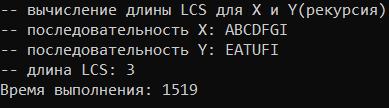 -- вычисление длины LCS для X и Y(рекурсия)
-- последовательность X: ABCDFGI
-- последовательность Y: EATUFI
-- длина LCS: 3
Время выполнения: 1519